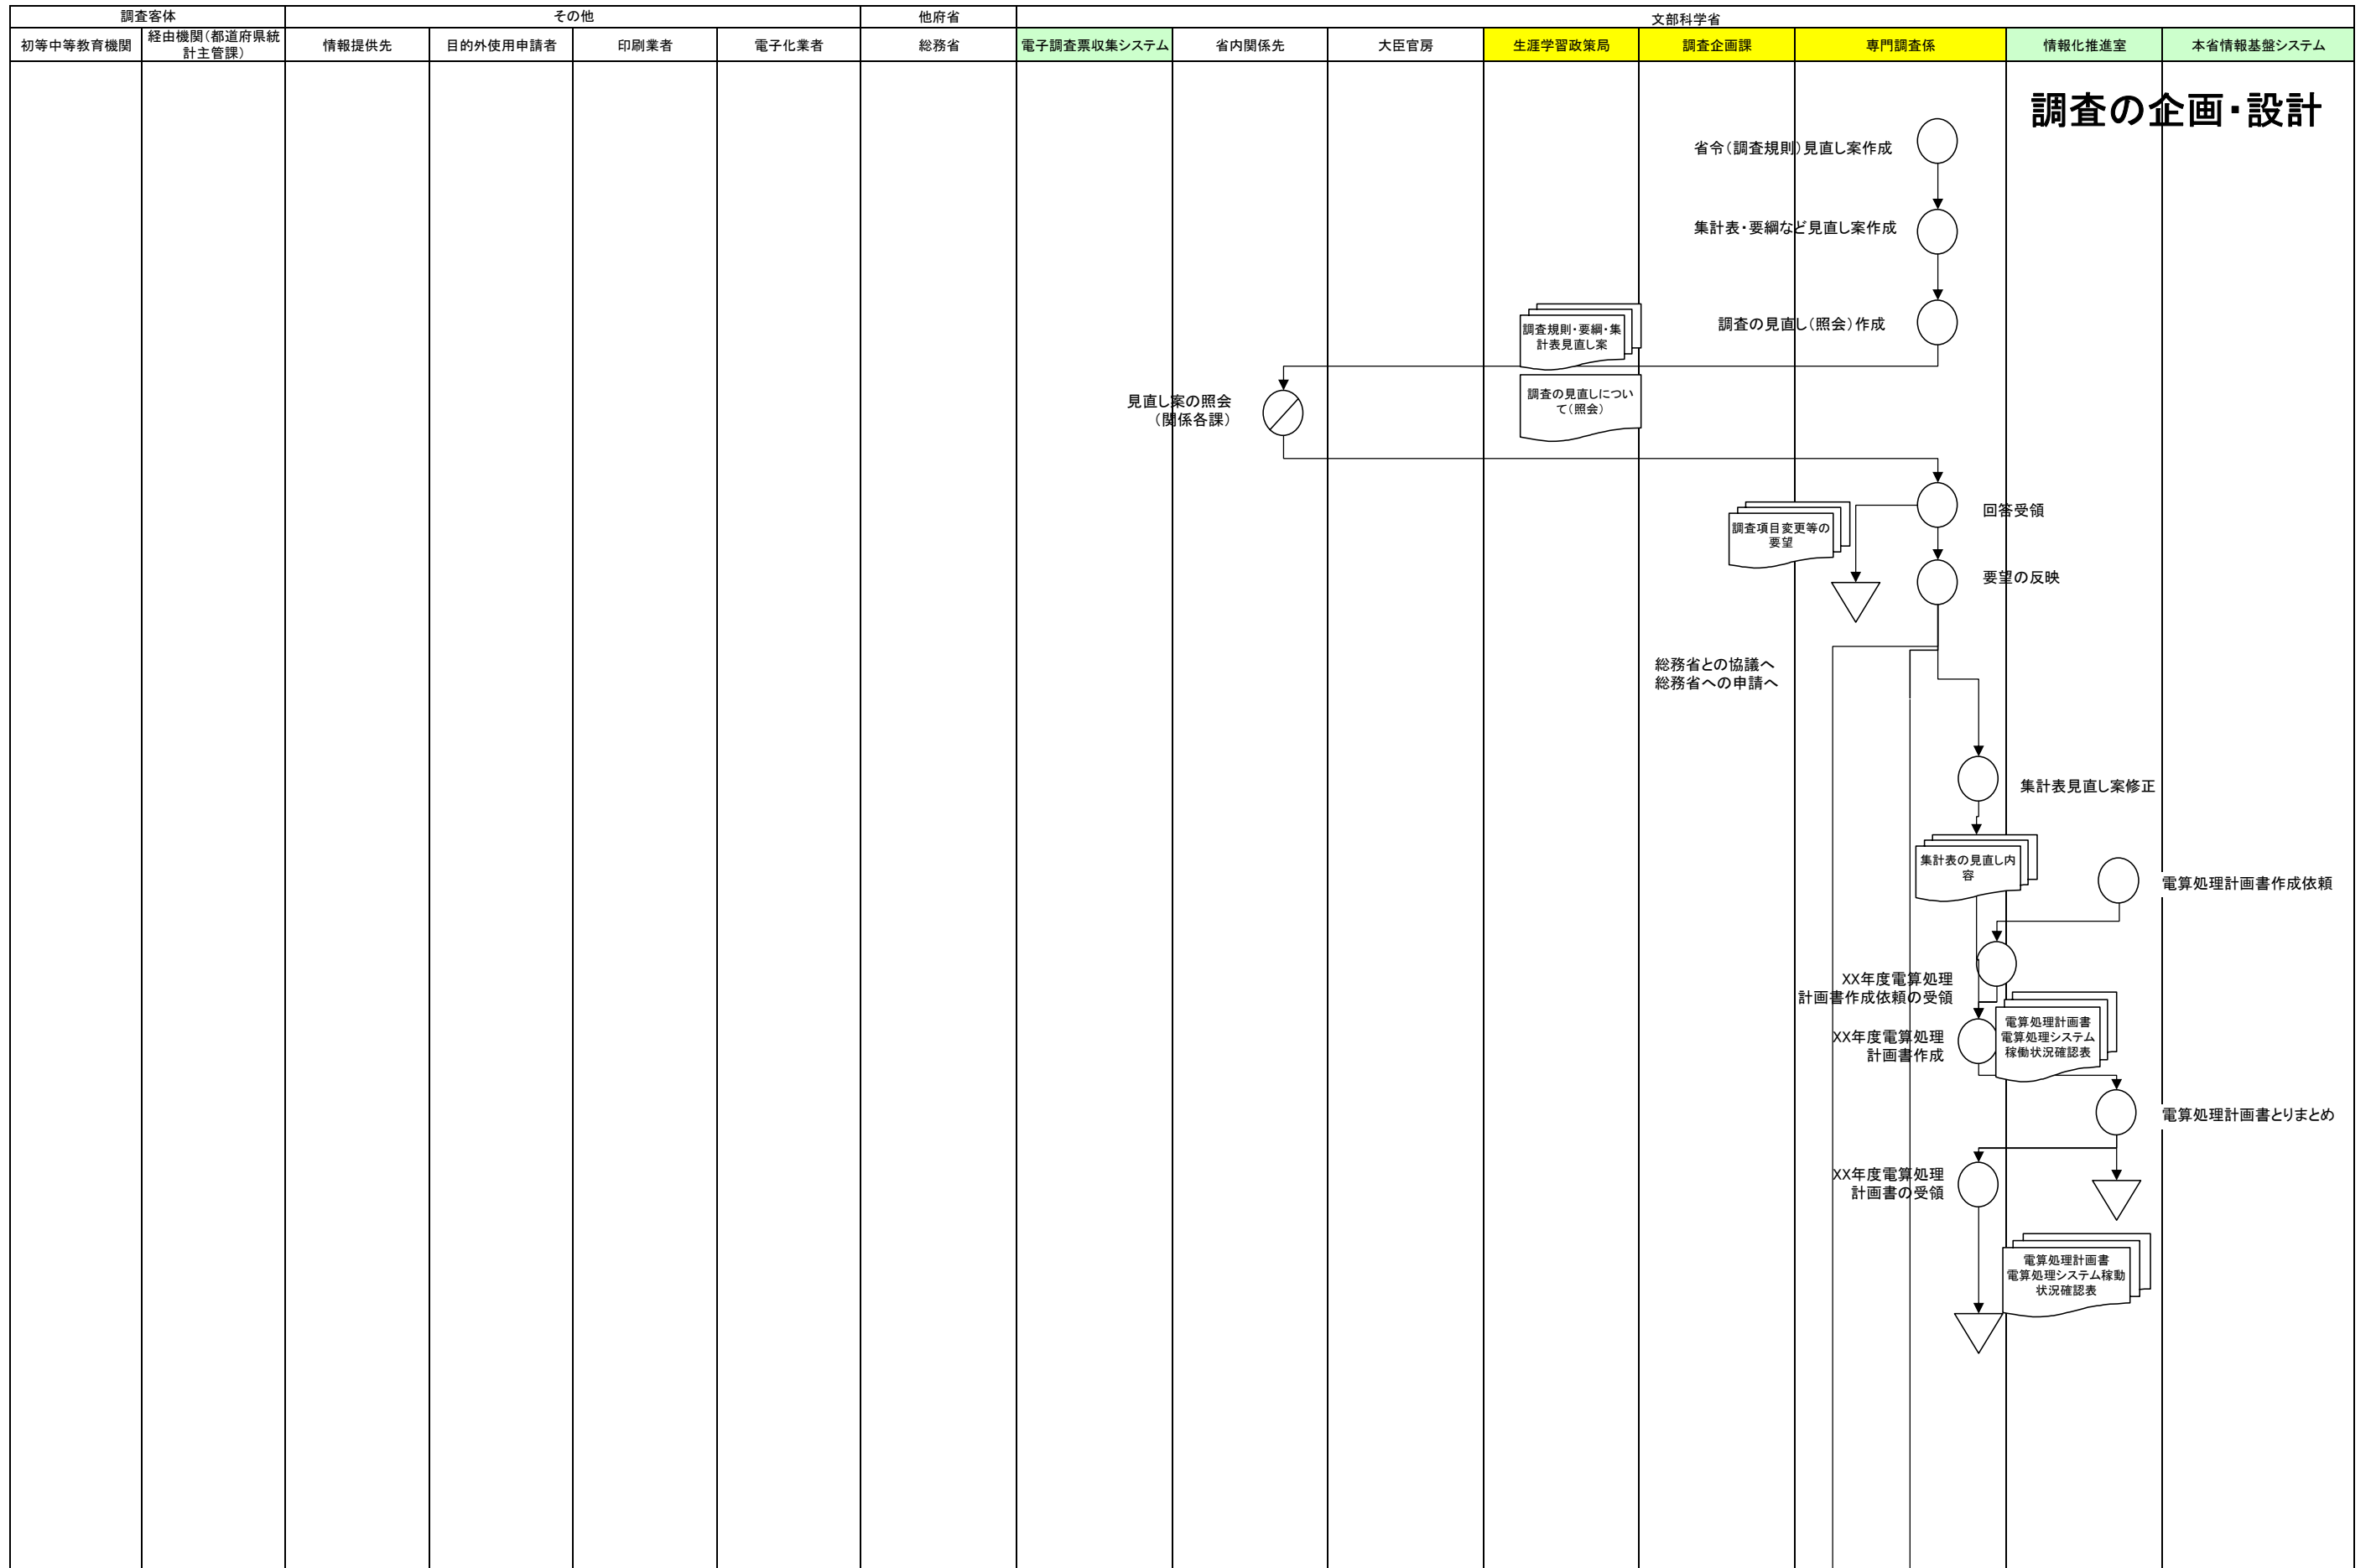 調査客体
その他
他府省
文部科学省
初等中等教育機関
経由機関（都道府県統
計主管課）
情報提供先
目的外使用申請者
印刷業者
電子化業者
総務省
電子調査票収集システム
省内関係先
大臣官房
生涯学習政策局
調査企画課
専門調査係
情報化推進室
本省情報基盤システム
調査の企画・設計
省令（調査規則）見直し案作成
集計表・要綱など見直し案作成
調査の見直し（照会）作成
調査規則・要綱・集
計表見直し案
調査の見直しについ
て（照会）
見直し案の照会
（関係各課）
回答受領
調査項目変更等の
要望
要望の反映
総務省との協議へ
総務省への申請へ
集計表見直し案修正
集計表の見直し内
容
電算処理計画書作成依頼
XX年度電算処理
計画書作成依頼の受領
電算処理計画書
電算処理システム
稼働状況確認表
XX年度電算処理
計画書作成
電算処理計画書とりまとめ
XX年度電算処理
計画書の受領
電算処理計画書
電算処理システム稼動
状況確認表